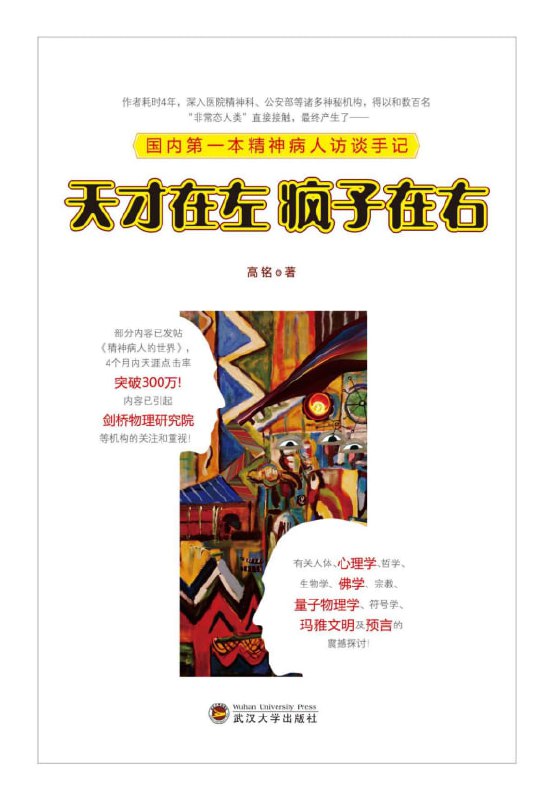 作者耗时4年，深入医院精神科、公安部等诸多神秘机构，得以和数百名
“非常态人类”直接接触，最终产生了——
国内第一本精神病人访谈手记
天才在左 疯子在右
高铭◎著
部分内容已发帖
《精神病人的世界》，
4个月内天涯点击率
突破300万!
内容已引起
剑桥物理研究院
等机构的关注和重视!
有关人体、心理学、哲学、
生物学、佛学、宗教、
量子物理学、符号学、
玛雅文明及预言的
震撼探讨!
Wuhan University Press
武汉大学出版社